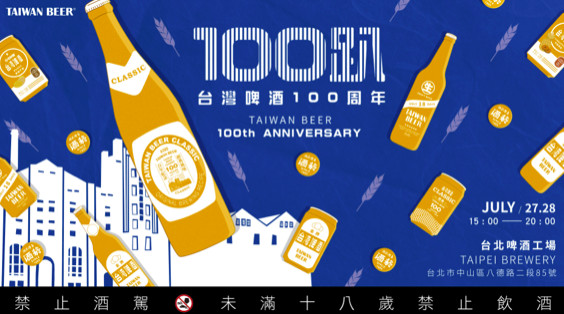 TAIWAN BEER
100趴
台灣啤酒100周年
TAIWAN BEER
100th ANNIVERSARY
CLASSIC
TAIWAN BEER CLASSIC
100
TAIWAN BEER
JULY / 27.28
15:00 — 20:00
台北啤酒工場
TAIPEI BREWERY
台北市中山區八德路二段85號
禁止酒駕 未滿十八歲禁止飲酒